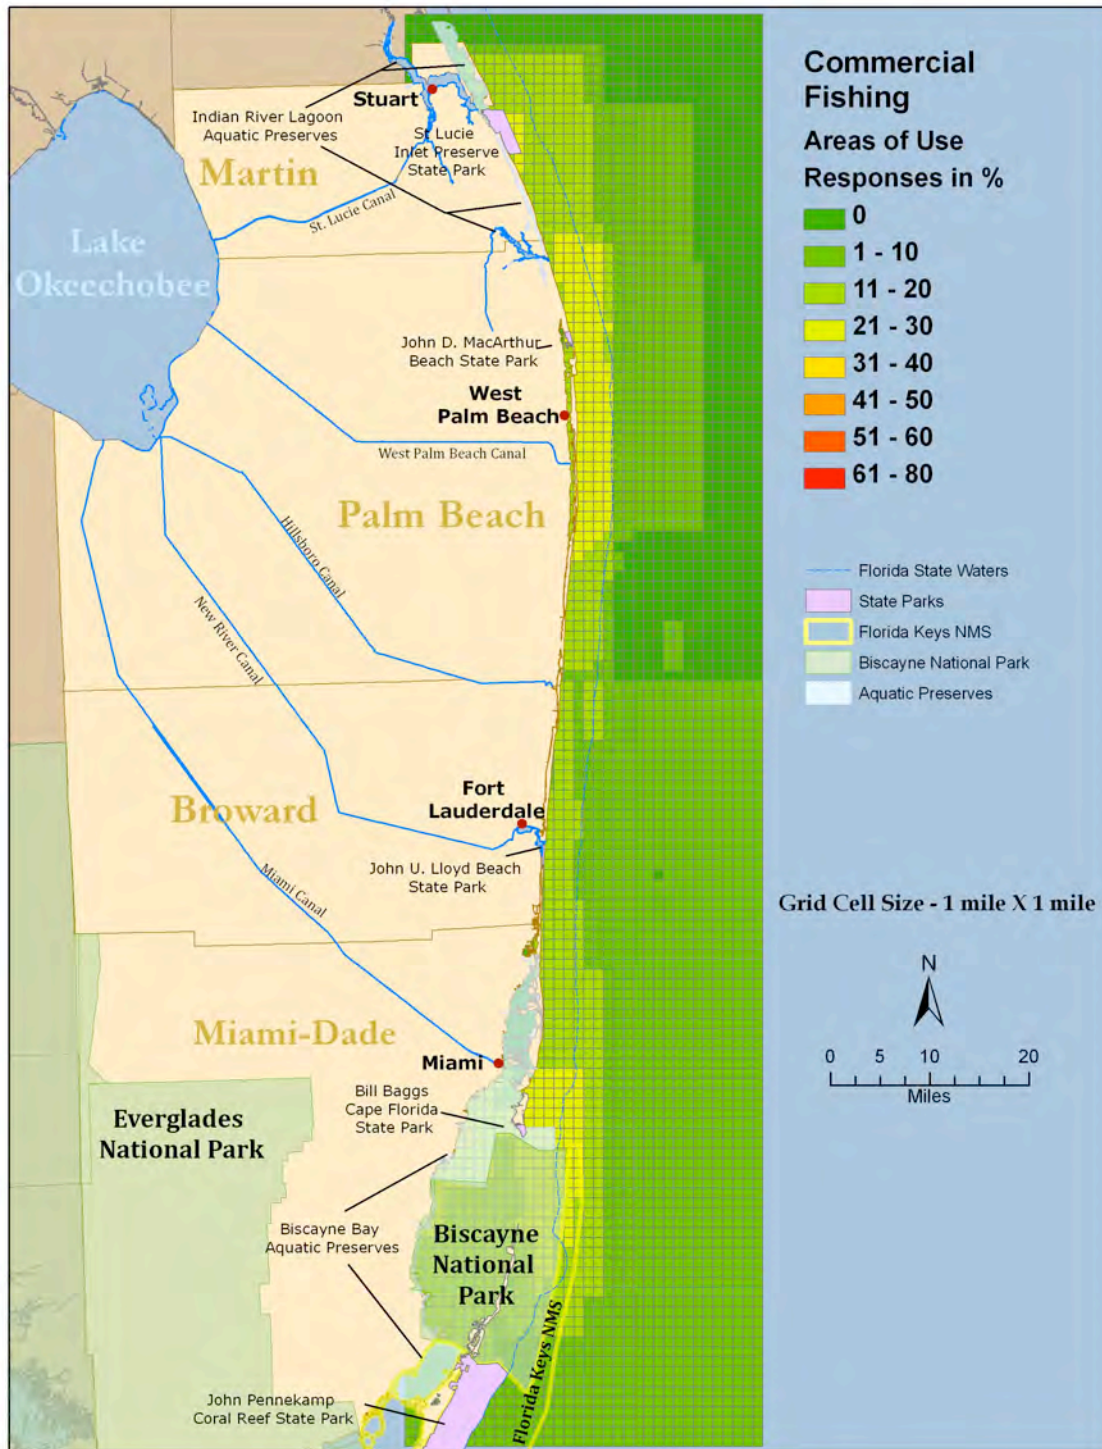 Commercial
Fishing
Areas of Use
Responses in %
0
1 - 10
11 - 20
21 - 30
31 - 40
41 - 50
51 - 60
61 - 80
Florida State Waters
State Parks
Florida Keys NMS
Biscayne National Park
Aquatic Preserves
Grid Cell Size - 1 mile X 1 mile
N
0 5 10 20
Miles
Stuart
Indian River Lagoon
Aquatic Preserves
St Lucie
Inlet Preserve
State Park
Martin
St. Lucie Canal
Lake
Okeechobee
John D. MacArthur
Beach State Park
West
Palm Beach
West Palm Beach Canal
Palm Beach
Hillsboro Canal
New River Canal
Fort
Lauderdale
Broward
John U. Lloyd Beach
State Park
Miami Canal
Miami-Dade
Miami
Bill Baggs
Cape Florida
State Park
Everglades
National Park
Biscayne Bay
Aquatic Preserves
Biscayne
National
Park
Florida Keys NMS
John Pennekamp
Coral Reef State Park